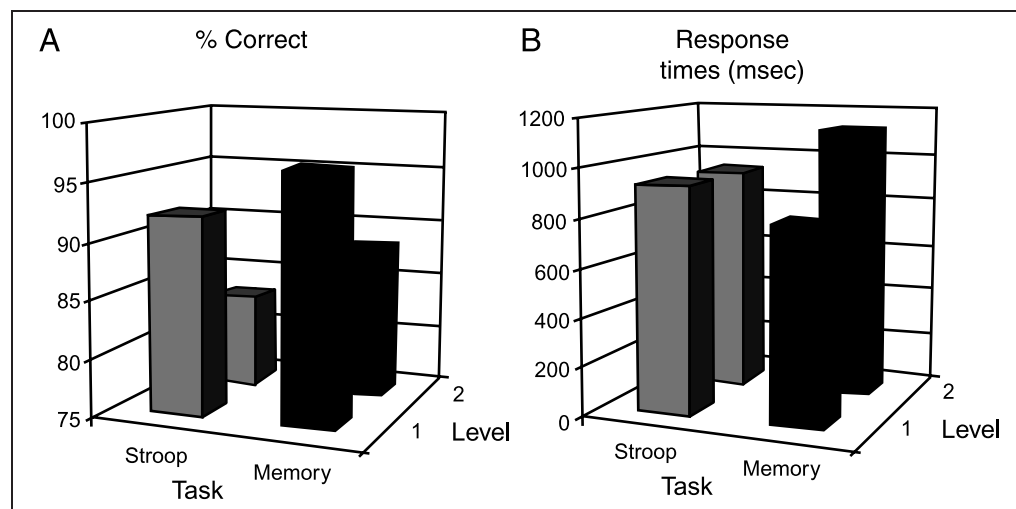 A
% Correct
100
95
90
85
80
75
Stroop
Memory
Task
1
2
Level
B
Response
times (msec)
1200
1000
800
600
400
200
0
Stroop
Memory
Task
1
2
Level